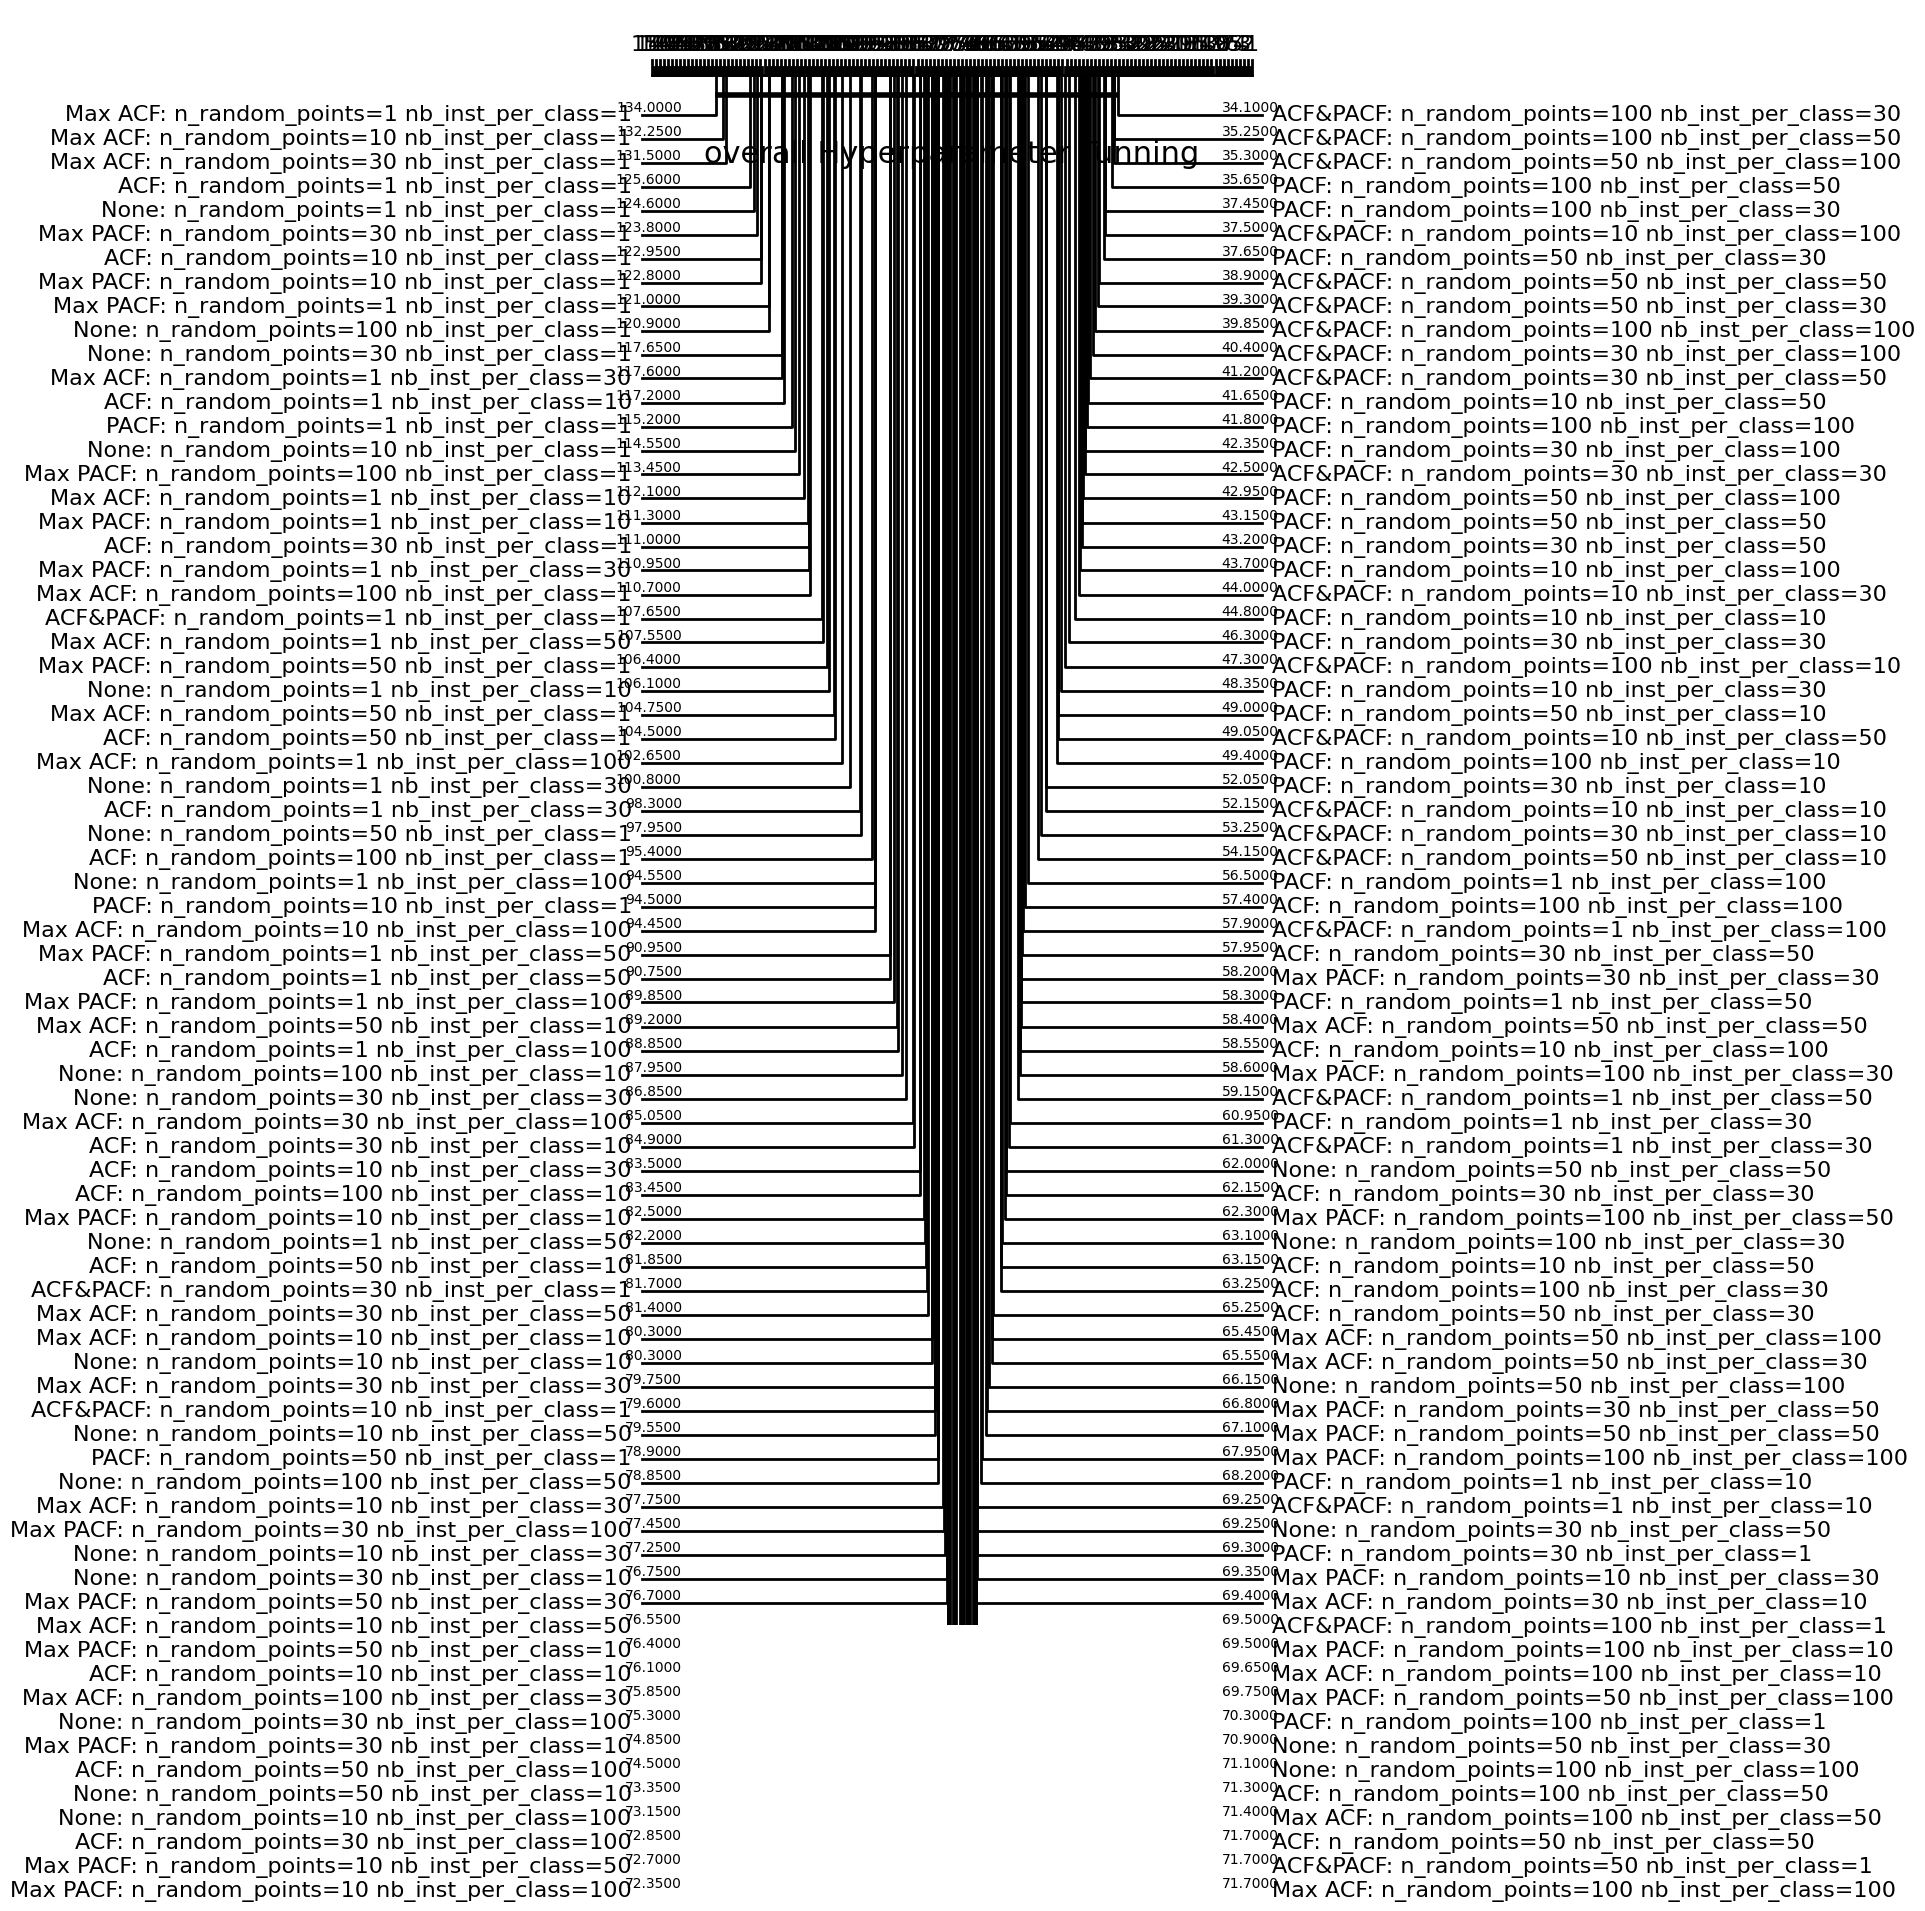 Max ACF: n_random_points=1 nb_inst_per_class=1 134.0000 34.1000 ACF&PACF: n_random_points=100 nb_inst_per_class=30
Max ACF: n_random_points=10 nb_inst_per_class=1 132.2500 35.2500 ACF&PACF: n_random_points=100 nb_inst_per_class=50
overall Hyperparameter Tunning
Max ACF: n_random_points=30 nb_inst_per_class=1 131.5000 35.3000 ACF&PACF: n_random_points=50 nb_inst_per_class=100
ACF: n_random_points=1 nb_inst_per_class=1 125.6000 35.6500 PACF: n_random_points=100 nb_inst_per_class=50
None: n_random_points=1 nb_inst_per_class=1 124.6000 37.4500 PACF: n_random_points=100 nb_inst_per_class=30
Max PACF: n_random_points=30 nb_inst_per_class=1 123.8000 37.5000 ACF&PACF: n_random_points=10 nb_inst_per_class=100
ACF: n_random_points=10 nb_inst_per_class=1 122.9500 37.6500 PACF: n_random_points=50 nb_inst_per_class=30
Max PACF: n_random_points=10 nb_inst_per_class=1 122.8000 38.9000 ACF&PACF: n_random_points=50 nb_inst_per_class=50
Max PACF: n_random_points=1 nb_inst_per_class=1 121.0000 39.3000 ACF&PACF: n_random_points=50 nb_inst_per_class=30
None: n_random_points=100 nb_inst_per_class=1 120.9000 39.8500 ACF&PACF: n_random_points=100 nb_inst_per_class=100
None: n_random_points=30 nb_inst_per_class=1 117.6500 40.4000 ACF&PACF: n_random_points=30 nb_inst_per_class=100
Max ACF: n_random_points=1 nb_inst_per_class=30 117.6000 41.2000 ACF&PACF: n_random_points=30 nb_inst_per_class=50
ACF: n_random_points=1 nb_inst_per_class=10 117.2000 41.6500 PACF: n_random_points=10 nb_inst_per_class=50
PACF: n_random_points=1 nb_inst_per_class=1 115.2000 41.8000 PACF: n_random_points=100 nb_inst_per_class=100
None: n_random_points=10 nb_inst_per_class=1 114.5500 42.3500 PACF: n_random_points=30 nb_inst_per_class=100
Max PACF: n_random_points=100 nb_inst_per_class=1 113.4500 42.5000 ACF&PACF: n_random_points=30 nb_inst_per_class=30
Max ACF: n_random_points=1 nb_inst_per_class=10 112.1000 42.9500 PACF: n_random_points=50 nb_inst_per_class=100
Max PACF: n_random_points=1 nb_inst_per_class=10 111.3000 43.1500 PACF: n_random_points=50 nb_inst_per_class=50
ACF: n_random_points=30 nb_inst_per_class=1 111.0000 43.2000 PACF: n_random_points=30 nb_inst_per_class=50
Max PACF: n_random_points=1 nb_inst_per_class=30 110.9500 43.7000 PACF: n_random_points=10 nb_inst_per_class=100
Max ACF: n_random_points=100 nb_inst_per_class=1 110.7000 44.0000 ACF&PACF: n_random_points=10 nb_inst_per_class=30
ACF&PACF: n_random_points=1 nb_inst_per_class=1 107.6500 44.8000 PACF: n_random_points=10 nb_inst_per_class=10
Max ACF: n_random_points=1 nb_inst_per_class=50 107.5500 46.3000 PACF: n_random_points=30 nb_inst_per_class=30
Max PACF: n_random_points=50 nb_inst_per_class=1 106.4000 47.3000 ACF&PACF: n_random_points=100 nb_inst_per_class=10
None: n_random_points=1 nb_inst_per_class=10 106.1000 48.3500 PACF: n_random_points=10 nb_inst_per_class=30
Max ACF: n_random_points=50 nb_inst_per_class=1 104.7500 49.0000 PACF: n_random_points=50 nb_inst_per_class=10
ACF: n_random_points=50 nb_inst_per_class=1 104.5000 49.0500 ACF&PACF: n_random_points=10 nb_inst_per_class=50
Max ACF: n_random_points=1 nb_inst_per_class=100 102.6500 49.4000 PACF: n_random_points=100 nb_inst_per_class=10
None: n_random_points=1 nb_inst_per_class=30 100.8000 52.0500 PACF: n_random_points=30 nb_inst_per_class=10
ACF: n_random_points=1 nb_inst_per_class=30 98.3000 52.1500 ACF&PACF: n_random_points=10 nb_inst_per_class=10
None: n_random_points=50 nb_inst_per_class=1 97.9500 53.2500 ACF&PACF: n_random_points=30 nb_inst_per_class=10
ACF: n_random_points=100 nb_inst_per_class=1 95.4000 54.1500 ACF&PACF: n_random_points=50 nb_inst_per_class=10
None: n_random_points=1 nb_inst_per_class=100 94.5500 56.5000 PACF: n_random_points=1 nb_inst_per_class=100
PACF: n_random_points=10 nb_inst_per_class=1 94.5000 57.4000 ACF: n_random_points=100 nb_inst_per_class=100
Max ACF: n_random_points=10 nb_inst_per_class=100 94.4500 57.9000 ACF&PACF: n_random_points=1 nb_inst_per_class=100
Max PACF: n_random_points=1 nb_inst_per_class=50 90.9500 57.9500 ACF: n_random_points=30 nb_inst_per_class=50
ACF: n_random_points=1 nb_inst_per_class=50 90.7500 58.2000 Max PACF: n_random_points=30 nb_inst_per_class=30
Max PACF: n_random_points=1 nb_inst_per_class=100 89.8500 58.3000 PACF: n_random_points=1 nb_inst_per_class=50
Max ACF: n_random_points=50 nb_inst_per_class=10 89.2000 58.4000 Max ACF: n_random_points=50 nb_inst_per_class=50
ACF: n_random_points=1 nb_inst_per_class=100 88.8500 58.5500 ACF: n_random_points=10 nb_inst_per_class=100
None: n_random_points=100 nb_inst_per_class=10 87.9500 58.6000 Max PACF: n_random_points=100 nb_inst_per_class=30
None: n_random_points=30 nb_inst_per_class=30 86.8500 59.1500 ACF&PACF: n_random_points=1 nb_inst_per_class=50
Max ACF: n_random_points=30 nb_inst_per_class=100 85.0500 60.9500 PACF: n_random_points=1 nb_inst_per_class=30
ACF: n_random_points=30 nb_inst_per_class=10 84.9000 61.3000 ACF&PACF: n_random_points=1 nb_inst_per_class=30
ACF: n_random_points=10 nb_inst_per_class=30 83.5000 62.0000 None: n_random_points=50 nb_inst_per_class=50
ACF: n_random_points=100 nb_inst_per_class=10 83.4500 62.1500 ACF: n_random_points=30 nb_inst_per_class=30
Max PACF: n_random_points=10 nb_inst_per_class=10 82.5000 62.3000 Max PACF: n_random_points=100 nb_inst_per_class=50
None: n_random_points=1 nb_inst_per_class=50 82.2000 63.1000 None: n_random_points=100 nb_inst_per_class=30
ACF: n_random_points=50 nb_inst_per_class=10 81.8500 63.1500 ACF: n_random_points=10 nb_inst_per_class=50
ACF&PACF: n_random_points=30 nb_inst_per_class=1 81.7000 63.2500 ACF: n_random_points=100 nb_inst_per_class=30
Max ACF: n_random_points=30 nb_inst_per_class=50 81.4000 65.2500 ACF: n_random_points=50 nb_inst_per_class=30
Max ACF: n_random_points=10 nb_inst_per_class=10 80.3000 65.4500 Max ACF: n_random_points=50 nb_inst_per_class=100
None: n_random_points=10 nb_inst_per_class=10 80.3000 65.5500 Max ACF: n_random_points=50 nb_inst_per_class=30
Max ACF: n_random_points=30 nb_inst_per_class=30 79.7500 66.1500 None: n_random_points=50 nb_inst_per_class=100
ACF&PACF: n_random_points=10 nb_inst_per_class=1 79.6000 66.8000 Max PACF: n_random_points=30 nb_inst_per_class=50
None: n_random_points=10 nb_inst_per_class=50 79.5500 67.1000 Max PACF: n_random_points=50 nb_inst_per_class=50
PACF: n_random_points=50 nb_inst_per_class=1 78.9000 67.9500 Max PACF: n_random_points=100 nb_inst_per_class=100
None: n_random_points=100 nb_inst_per_class=50 78.8500 68.2000 PACF: n_random_points=1 nb_inst_per_class=10
Max ACF: n_random_points=10 nb_inst_per_class=30 77.7500 69.2500 ACF&PACF: n_random_points=1 nb_inst_per_class=10
Max PACF: n_random_points=30 nb_inst_per_class=100 77.4500 69.2500 None: n_random_points=30 nb_inst_per_class=50
None: n_random_points=10 nb_inst_per_class=30 77.2500 69.3000 PACF: n_random_points=30 nb_inst_per_class=1
None: n_random_points=30 nb_inst_per_class=10 76.7500 69.3500 Max PACF: n_random_points=10 nb_inst_per_class=30
Max PACF: n_random_points=50 nb_inst_per_class=30 76.7000 69.4000 Max ACF: n_random_points=30 nb_inst_per_class=10
Max ACF: n_random_points=10 nb_inst_per_class=50 76.5500 69.5000 ACF&PACF: n_random_points=100 nb_inst_per_class=1
Max PACF: n_random_points=50 nb_inst_per_class=10 76.4000 69.5000 Max PACF: n_random_points=100 nb_inst_per_class=10
ACF: n_random_points=10 nb_inst_per_class=10 76.1000 69.6500 Max ACF: n_random_points=100 nb_inst_per_class=10
Max ACF: n_random_points=100 nb_inst_per_class=30 75.8500 69.7500 Max PACF: n_random_points=50 nb_inst_per_class=100
None: n_random_points=30 nb_inst_per_class=100 75.3000 70.3000 PACF: n_random_points=100 nb_inst_per_class=1
Max PACF: n_random_points=30 nb_inst_per_class=10 74.8500 70.9000 None: n_random_points=50 nb_inst_per_class=30
ACF: n_random_points=50 nb_inst_per_class=100 74.5000 71.1000 None: n_random_points=100 nb_inst_per_class=100
None: n_random_points=50 nb_inst_per_class=10 73.3500 71.3000 ACF: n_random_points=100 nb_inst_per_class=50
None: n_random_points=10 nb_inst_per_class=100 73.1500 71.4000 Max ACF: n_random_points=100 nb_inst_per_class=50
ACF: n_random_points=30 nb_inst_per_class=100 72.8500 71.7000 ACF: n_random_points=50 nb_inst_per_class=50
Max PACF: n_random_points=10 nb_inst_per_class=50 72.7000 71.7000 ACF&PACF: n_random_points=50 nb_inst_per_class=1
Max PACF: n_random_points=10 nb_inst_per_class=100 72.3500 71.7000 Max ACF: n_random_points=100 nb_inst_per_class=100